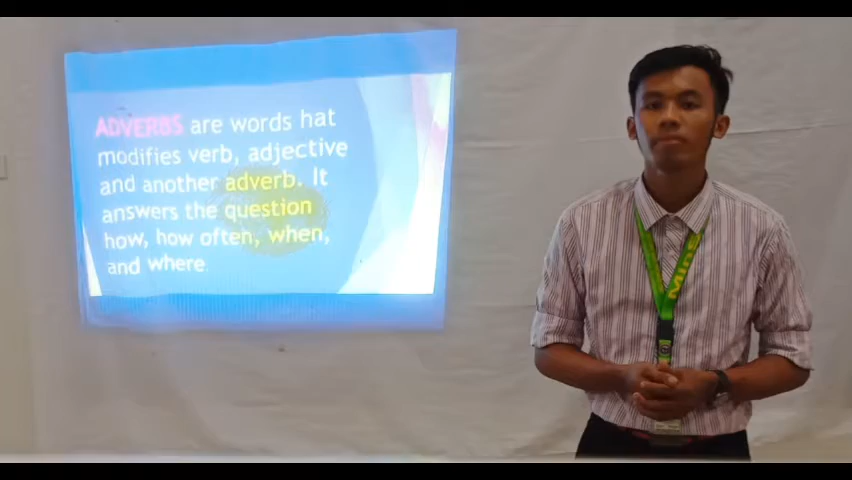 ADVERBS are words hat
modifies verb, adjective
and another adverb. It
answers the question
how, how often, when,
and where.